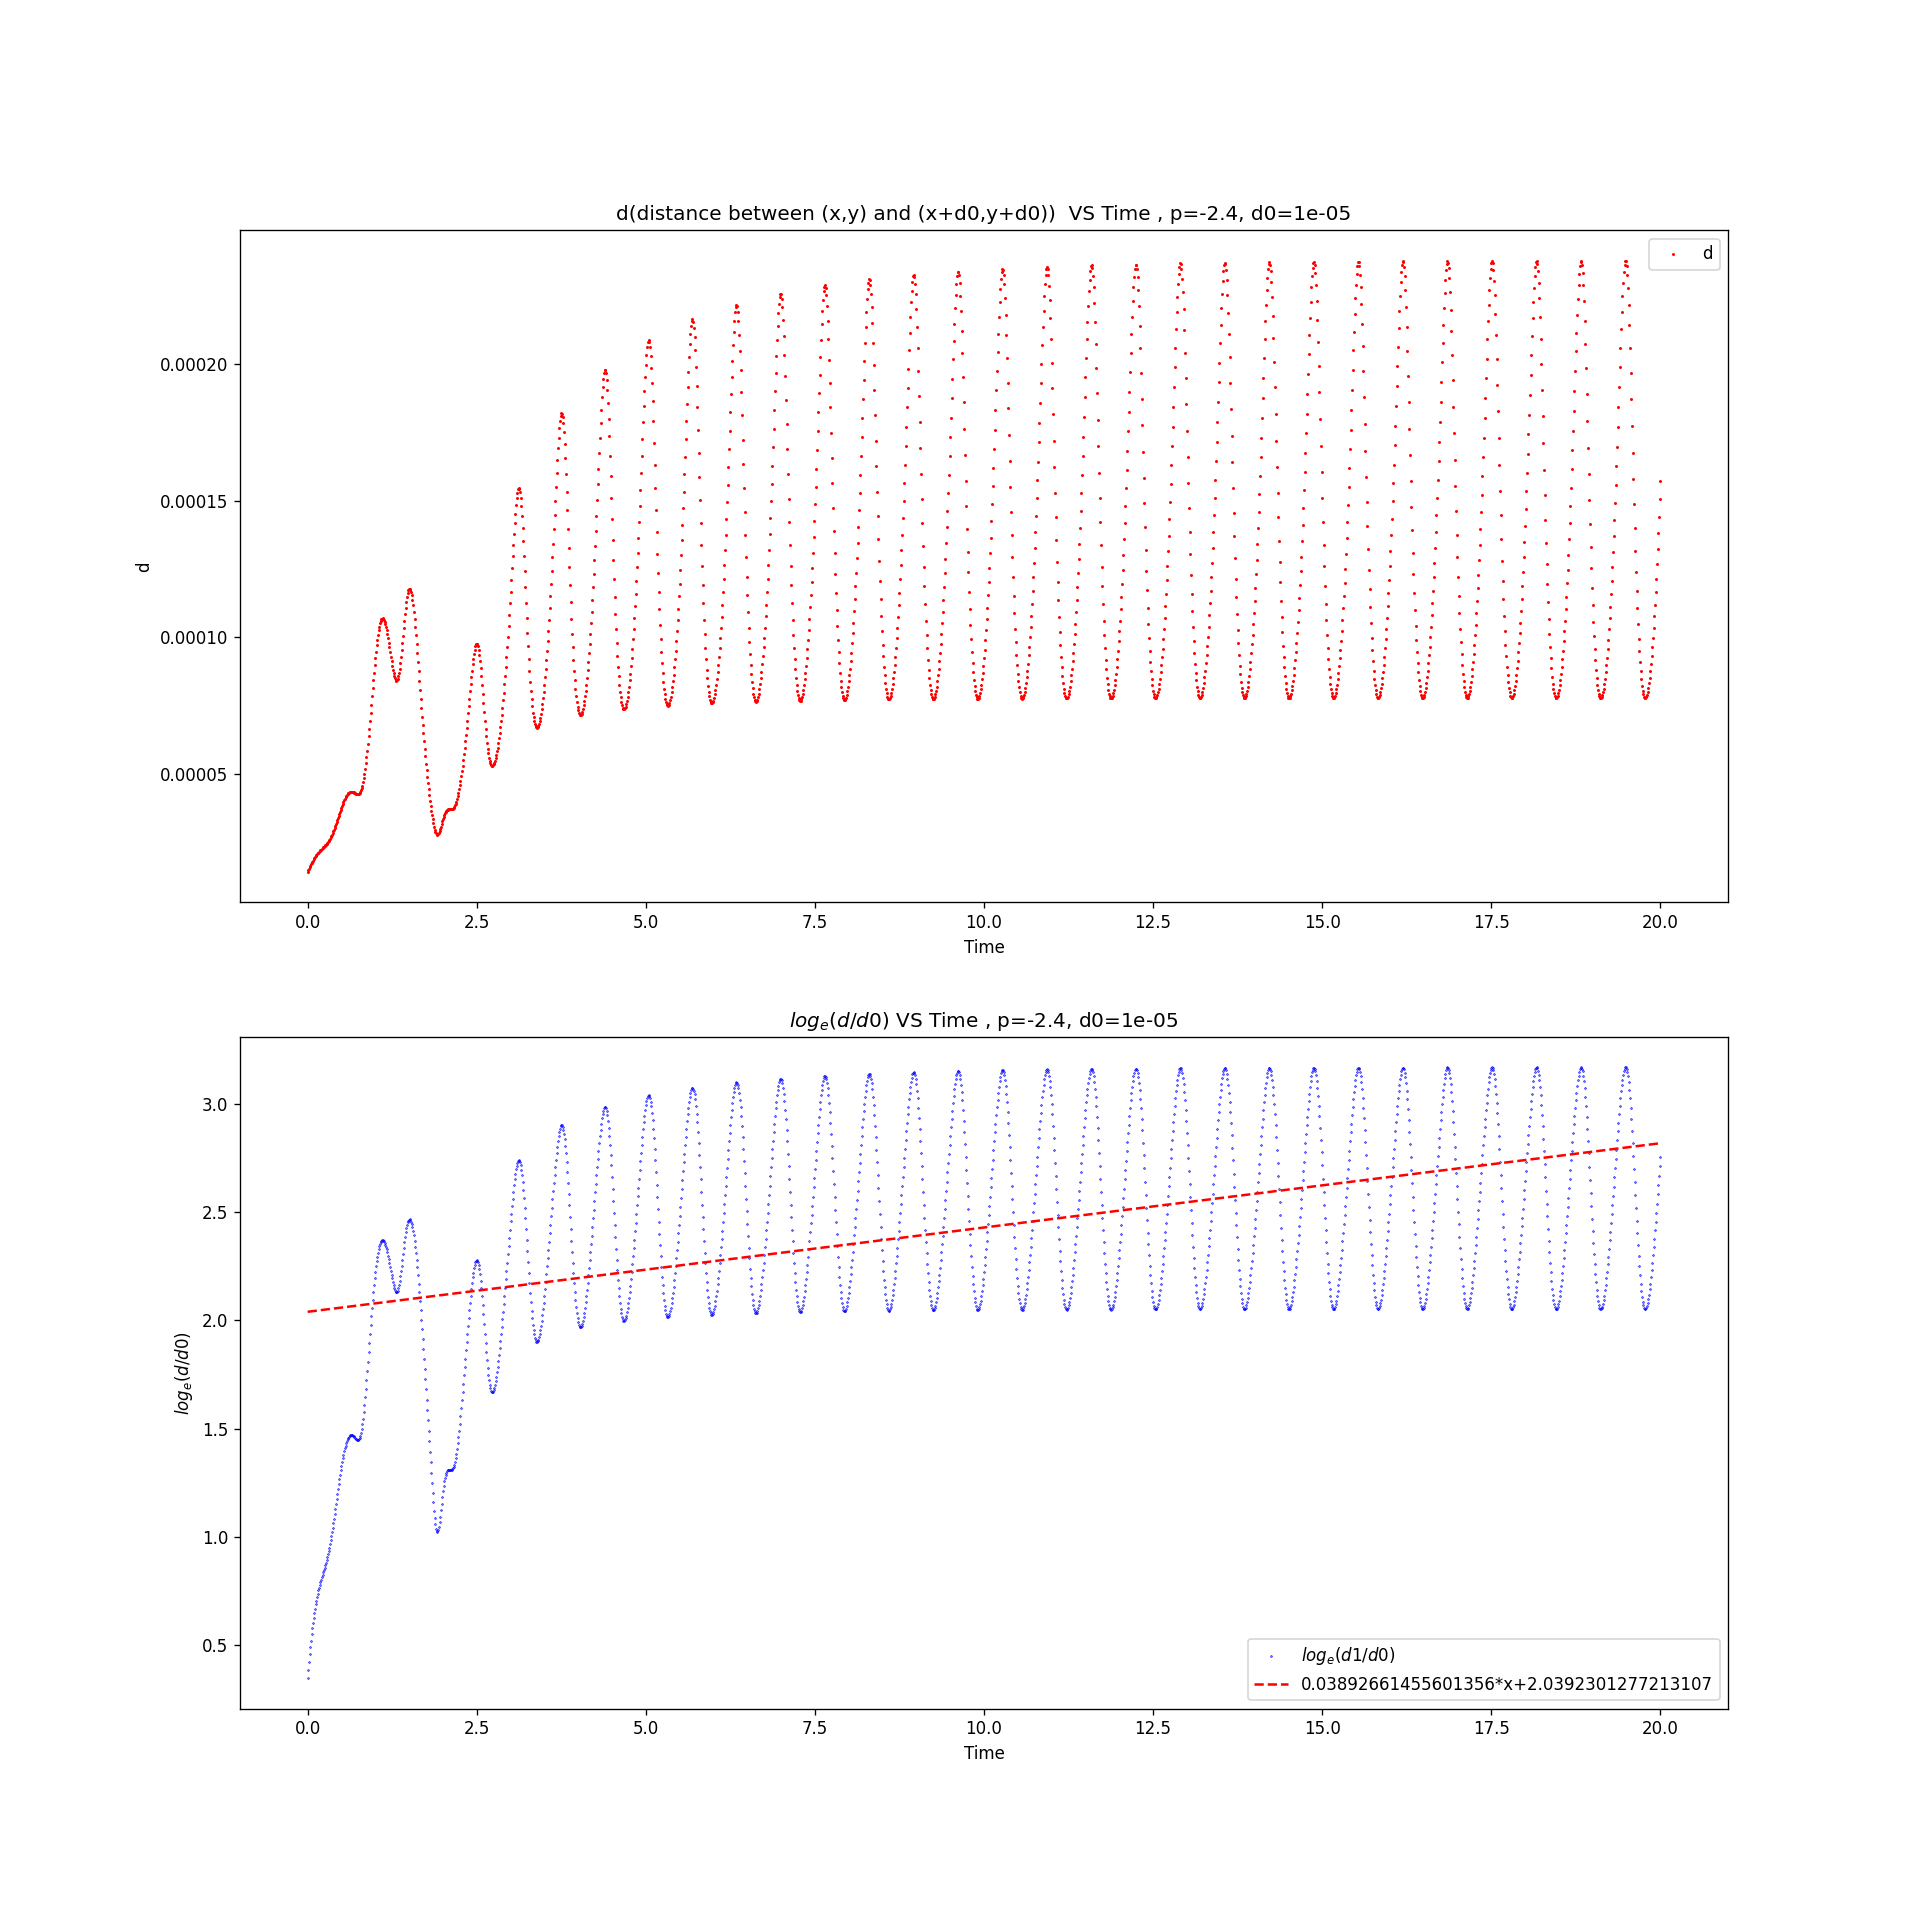 d(distance between (x,y) and (x+d0,y+d0))  VS Time , p=-2.4, d0=1e-05
d
0.00020
0.00015
d
0.00010
0.00005
0.0 2.5 5.0 7.5 10.0 12.5 15.0 17.5 20.0
Time
logₑ(d/d0) VS Time , p=-2.4, d0=1e-05
3.0
2.5
2.0
logₑ(d/d0)
1.5
1.0
0.5
logₑ(d1/d0)
0.03892661455601356*x+2.0392301277213107
0.0 2.5 5.0 7.5 10.0 12.5 15.0 17.5 20.0
Time